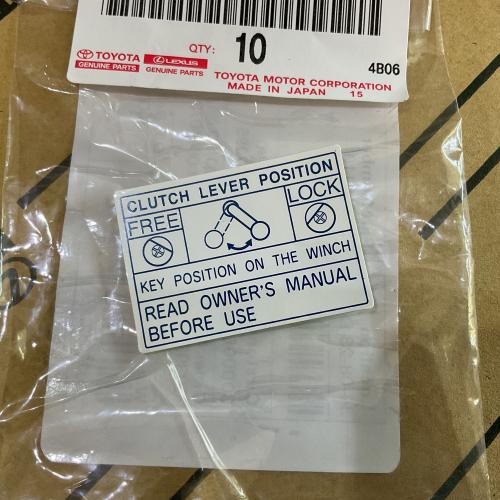 QTY: 10
TOYOTA
GENUINE PARTS
LEXUS
GENUINE PARTS
4B06
TOYOTA MOTOR CORPORATION
MADE IN JAPAN 15
CLUTCH LEVER POSITION
FREE
LOCK
KEY POSITION ON THE WINCH
READ OWNER'S MANUAL
BEFORE USE